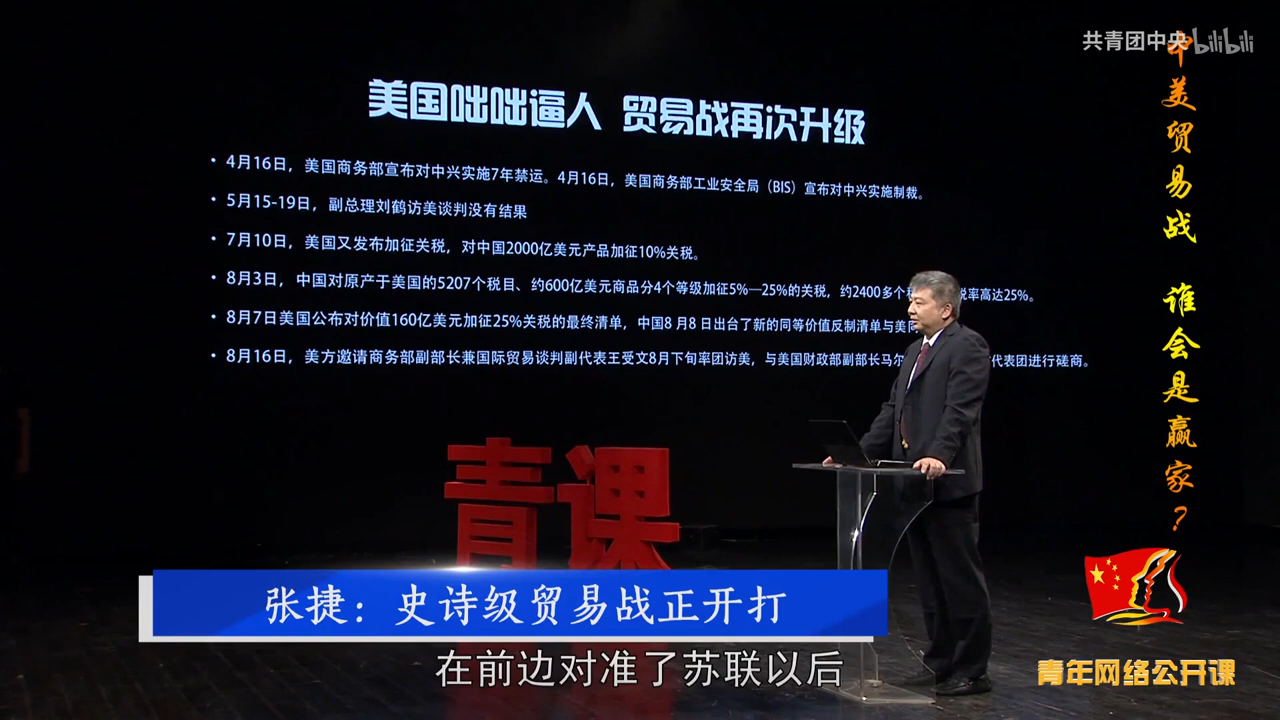 共青团中央 bilibili
中美贸易战 谁会是赢家？
美国咄咄逼人 贸易战再次升级
• 4月16日，美国商务部宣布对中兴实施7年禁运。4月16日，美国商务部工业安全局（BIS）宣布对中兴实施制裁。
• 5月15-19日，副总理刘鹤访美谈判没有结果
• 7月10日，美国又发布加征关税，对中国2000亿美元产品加征10%关税。
• 8月3日，中国对原产于美国的5207个税目、约600亿美元商品分4个等级加征5%—25%的关税，约2400多个 税率高达25%。
• 8月7日美国公布对价值160亿美元加征25%关税的最终清单，中国8月8日出台了新的同等价值反制清单与美
• 8月16日，美方邀请商务部副部长兼国际贸易谈判副代表王受文8月下旬率团访美，与美国财政部副部长马尔 代表团进行磋商。
青课
张捷：史诗级贸易战正开打
在前边对准了苏联以后
青年网络公开课